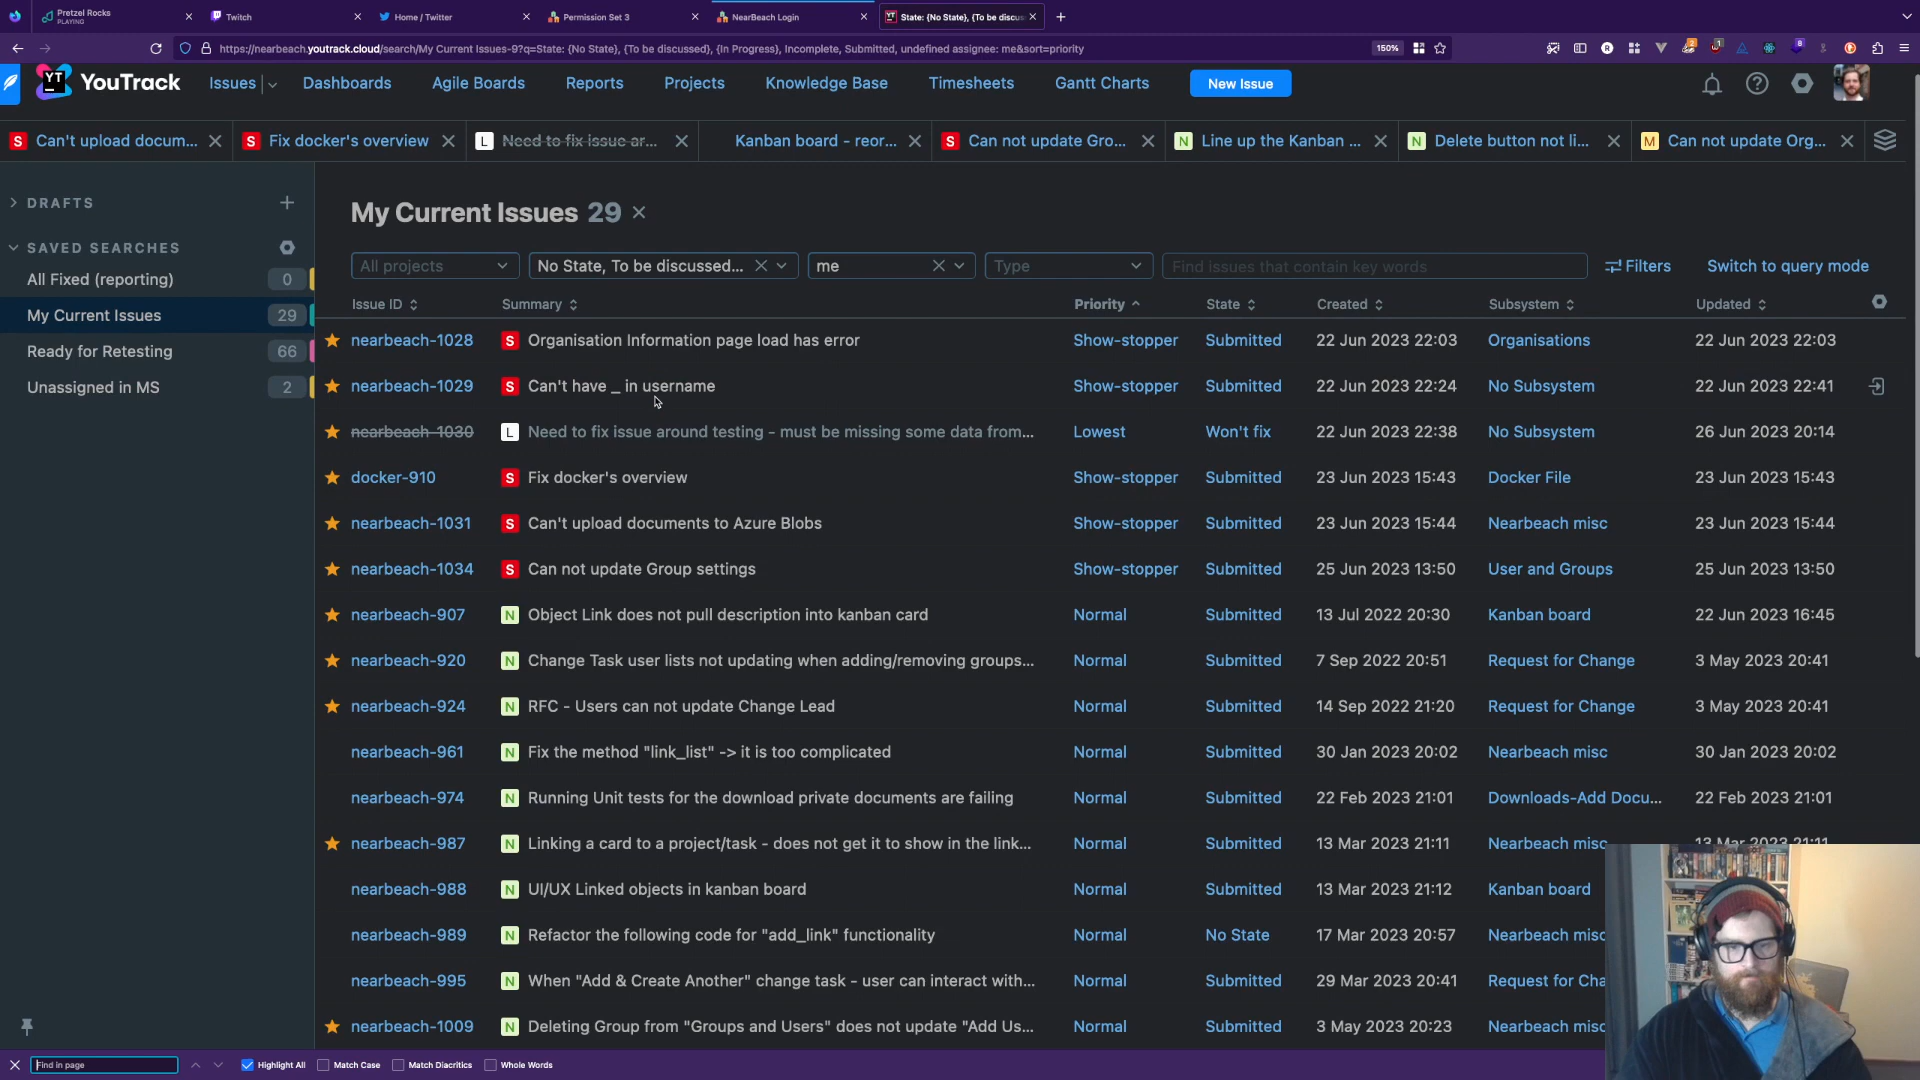 Pretzel Rocks
PLAYING
Twitch
Home / Twitter
Permission Set 3
NearBeach Login
State: {No State}, {To be discus
https://nearbeach.youtrack.cloud/search/My Current Issues-9?q=State: {No State}, {To be discussed}, {In Progress}, Incomplete, Submitted, undefined assignee: me&sort=priority
150%
YT
YouTrack
Issues
Dashboards
Agile Boards
Reports
Projects
Knowledge Base
Timesheets
Gantt Charts
New Issue
S Can't upload docum...
S Fix docker's overview
L Need to fix issue ar...
Kanban board - reor...
S Can not update Gro...
N Line up the Kanban ...
N Delete button not li...
M Can not update Org...
DRAFTS
SAVED SEARCHES
All Fixed (reporting) 0
My Current Issues 29
Ready for Retesting 66
Unassigned in MS 2
My Current Issues 29
All projects
No State, To be discussed...
me
Type
Find issues that contain key words
Filters
Switch to query mode
Issue ID Summary Priority State Created Subsystem Updated
nearbeach-1028 S Organisation Information page load has error Show-stopper Submitted 22 Jun 2023 22:03 Organisations 22 Jun 2023 22:03
nearbeach-1029 S Can't have _ in username Show-stopper Submitted 22 Jun 2023 22:24 No Subsystem 22 Jun 2023 22:41
nearbeach-1030 L Need to fix issue around testing - must be missing some data from... Lowest Won't fix 22 Jun 2023 22:38 No Subsystem 26 Jun 2023 20:14
docker-910 S Fix docker's overview Show-stopper Submitted 23 Jun 2023 15:43 Docker File 23 Jun 2023 15:43
nearbeach-1031 S Can't upload documents to Azure Blobs Show-stopper Submitted 23 Jun 2023 15:44 Nearbeach misc 23 Jun 2023 15:44
nearbeach-1034 S Can not update Group settings Show-stopper Submitted 25 Jun 2023 13:50 User and Groups 25 Jun 2023 13:50
nearbeach-907 N Object Link does not pull description into kanban card Normal Submitted 13 Jul 2022 20:30 Kanban board 22 Jun 2023 16:45
nearbeach-920 N Change Task user lists not updating when adding/removing groups... Normal Submitted 7 Sep 2022 20:51 Request for Change 3 May 2023 20:41
nearbeach-924 N RFC - Users can not update Change Lead Normal Submitted 14 Sep 2022 21:20 Request for Change 3 May 2023 20:41
nearbeach-961 N Fix the method "link_list" -> it is too complicated Normal Submitted 30 Jan 2023 20:02 Nearbeach misc 30 Jan 2023 20:02
nearbeach-974 N Running Unit tests for the download private documents are failing Normal Submitted 22 Feb 2023 21:01 Downloads-Add Docu... 22 Feb 2023 21:01
nearbeach-987 N Linking a card to a project/task - does not get it to show in the link... Normal Submitted 13 Mar 2023 21:11 Nearbeach misc 13 Mar 2023 21:11
nearbeach-988 N UI/UX Linked objects in kanban board Normal Submitted 13 Mar 2023 21:12 Kanban board
nearbeach-989 N Refactor the following code for "add_link" functionality Normal No State 17 Mar 2023 20:57 Nearbeach misc
nearbeach-995 N When "Add & Create Another" change task - user can interact with... Normal Submitted 29 Mar 2023 20:41 Request for Cha
nearbeach-1009 N Deleting Group from "Groups and Users" does not update "Add Us... Normal Submitted 3 May 2023 20:23 Nearbeach misc
Find in page
Highlight All
Match Case
Match Diacritics
Whole Words